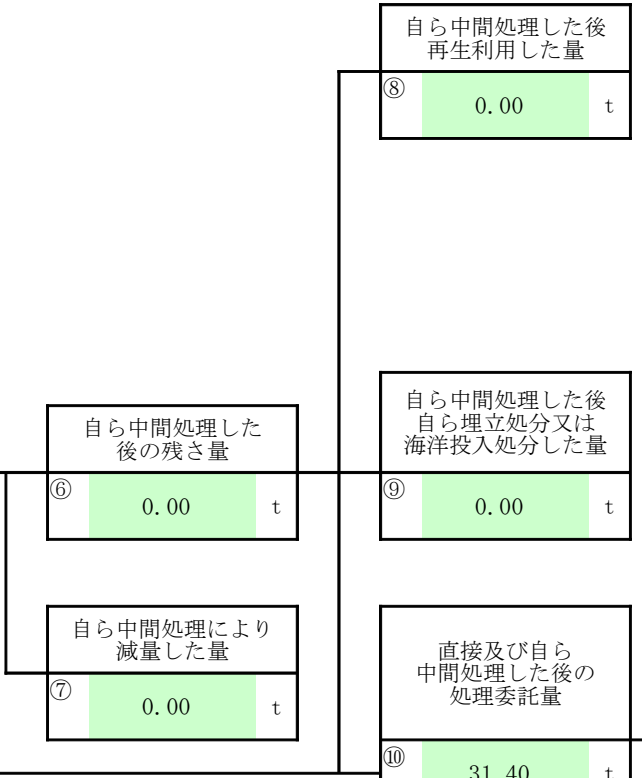 自ら中間処理した後
再生利用した量
⑧
0.00 t
自ら中間処理した
後の残さ量
⑥
0.00 t
自ら中間処理した後
自ら埋立処分又は
海洋投入処分した量
⑨
0.00 t
自ら中間処理により
減量した量
⑦
0.00 t
直接及び自ら
中間処理した後の
処理委託量
⑩
31.40 t